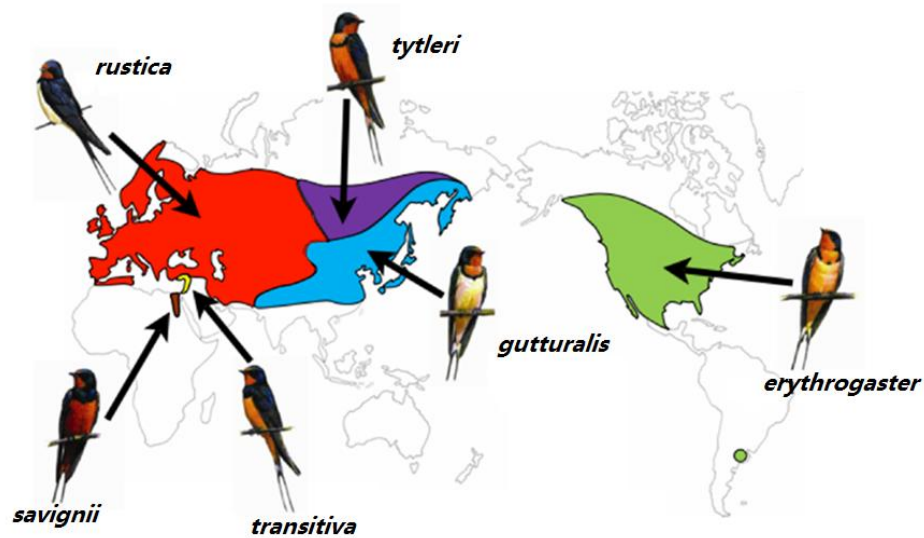 tytleri
rustica
gutturalis
erythrogaster
savignii
transitiva